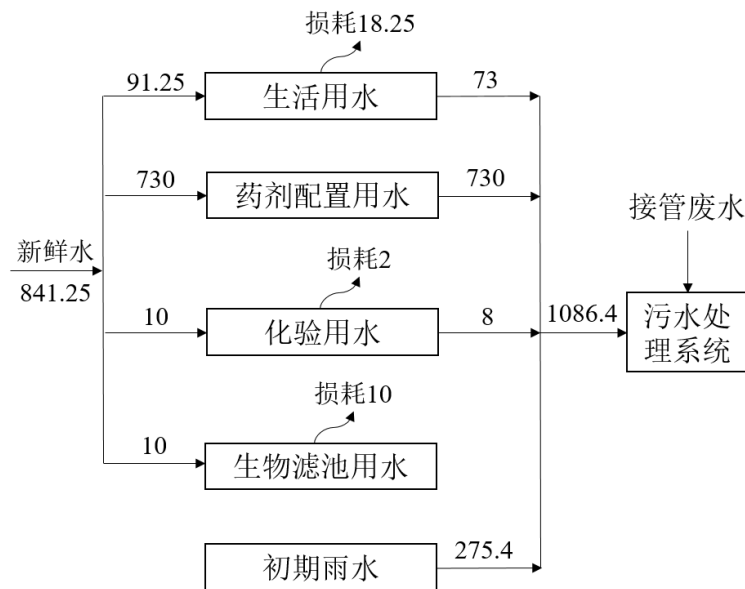 损耗18.25
91.25
生活用水
73
730
药剂配置用水
730
接管废水
新鲜水
841.25
损耗2
10
化验用水
8
1086.4
污水处
理系统
损耗10
10
生物滤池用水
初期雨水
275.4